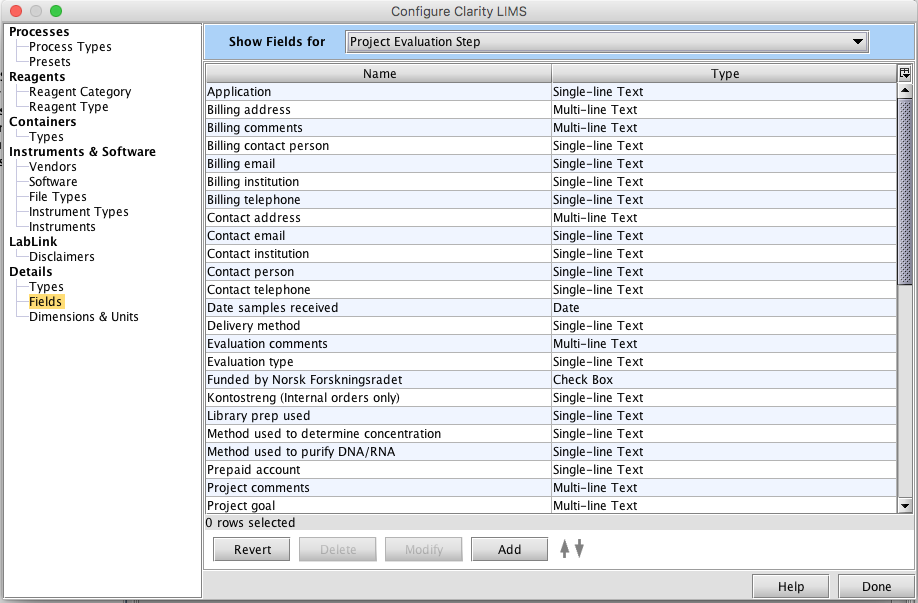 Configure Clarity LIMS
Processes
Process Types
Presets
Reagents
Reagent Category
Reagent Type
Containers
Types
Instruments & Software
Vendors
Software
File Types
Instrument Types
Instruments
LabLink
Disclaimers
Details
Types
Fields
Dimensions & Units
Show Fields for Project Evaluation Step
Name Type
Application Single-line Text
Billing address Multi-line Text
Billing comments Multi-line Text
Billing contact person Single-line Text
Billing email Single-line Text
Billing institution Single-line Text
Billing telephone Single-line Text
Contact address Multi-line Text
Contact email Single-line Text
Contact institution Single-line Text
Contact person Single-line Text
Contact telephone Single-line Text
Date samples received Date
Delivery method Single-line Text
Evaluation comments Multi-line Text
Evaluation type Single-line Text
Funded by Norsk Forskningsradet Check Box
Kontostreng (Internal orders only) Single-line Text
Library prep used Single-line Text
Method used to determine concentration Single-line Text
Method used to purify DNA/RNA Single-line Text
Prepaid account Single-line Text
Project comments Multi-line Text
Project goal Multi-line Text
0 rows selected
Revert Delete Modify Add
Help Done